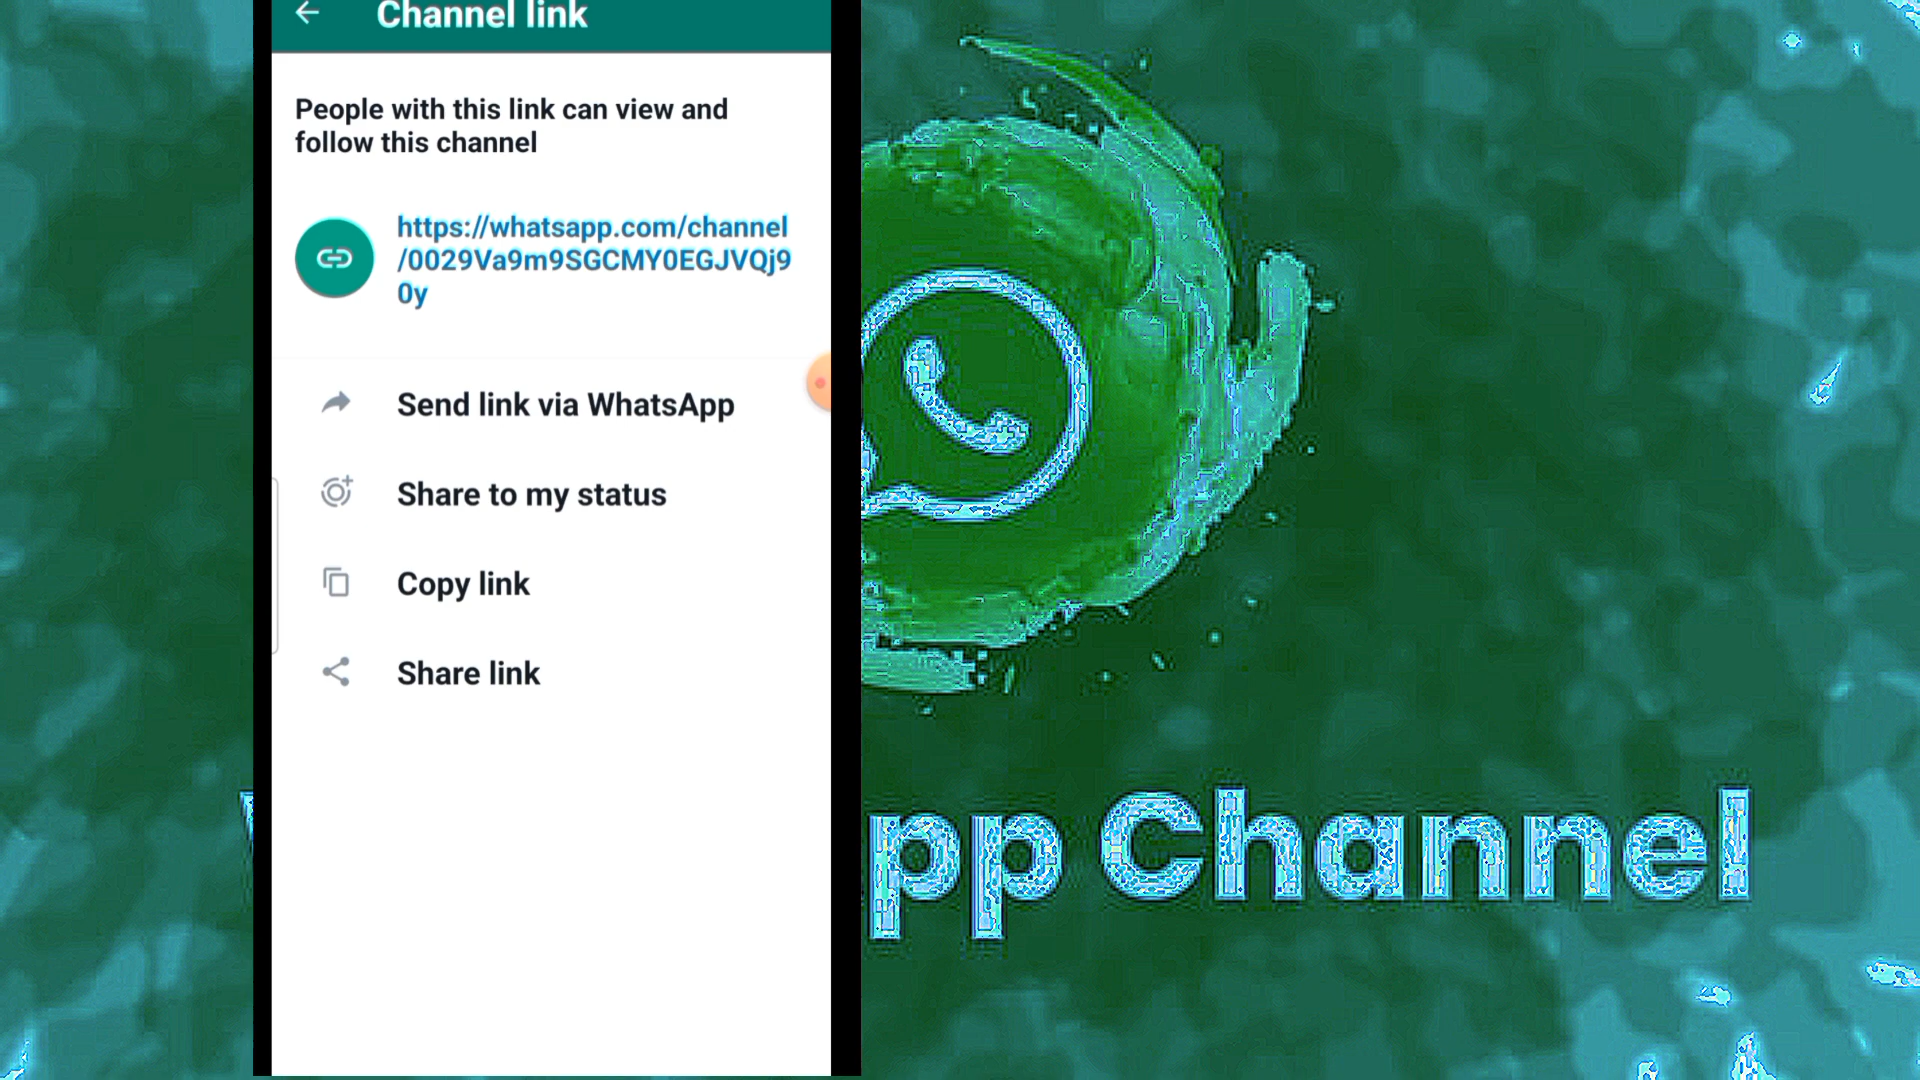 Channel link
People with this link can view and
follow this channel
https://whatsapp.com/channel
/0029Va9m9SGCMY0EGJVQj9
0y
Send link via WhatsApp
Share to my status
Copy link
Share link
pp Channel